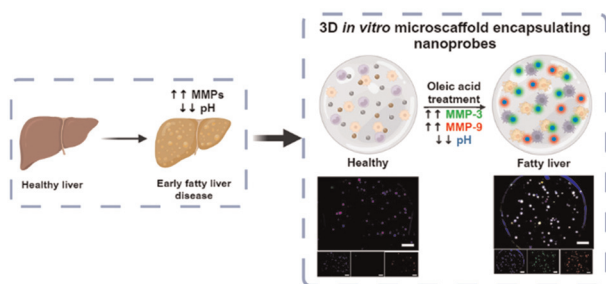 3D in vitro microscaffold encapsulating
nanoprobes
↑↑ MMPs
↓↓ pH
Healthy liver
Early fatty liver
disease
Oleic acid
treatment
↑↑ MMP-3
↑↑ MMP-9
↓↓ pH
Healthy
Fatty liver